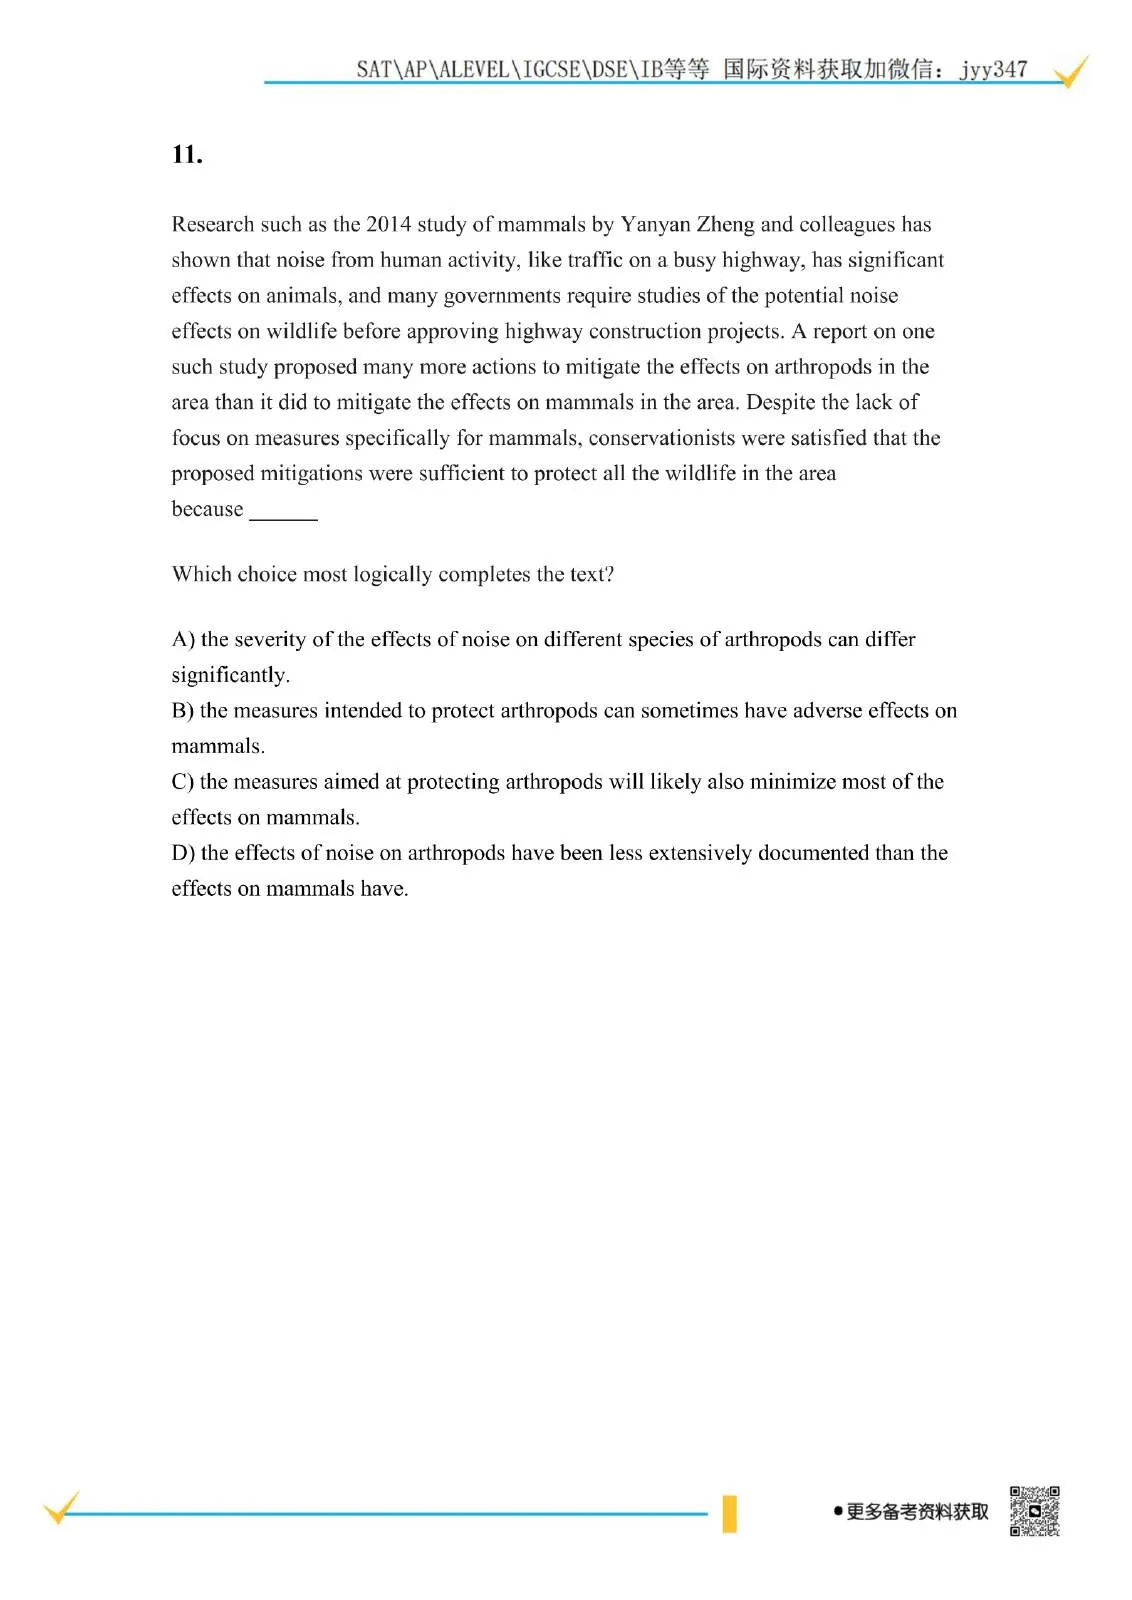 SAT\AP\ALEVEL\IGCSE\DSE\IB等等 国际资料获取加微信：jyy347
11.
Research such as the 2014 study of mammals by Yanyan Zheng and colleagues has
shown that noise from human activity, like traffic on a busy highway, has significant
effects on animals, and many governments require studies of the potential noise
effects on wildlife before approving highway construction projects. A report on one
such study proposed many more actions to mitigate the effects on arthropods in the
area than it did to mitigate the effects on mammals in the area. Despite the lack of
focus on measures specifically for mammals, conservationists were satisfied that the
proposed mitigations were sufficient to protect all the wildlife in the area
because ______
Which choice most logically completes the text?
A) the severity of the effects of noise on different species of arthropods can differ
significantly.
B) the measures intended to protect arthropods can sometimes have adverse effects on
mammals.
C) the measures aimed at protecting arthropods will likely also minimize most of the
effects on mammals.
D) the effects of noise on arthropods have been less extensively documented than the
effects on mammals have.
●更多备考资料获取